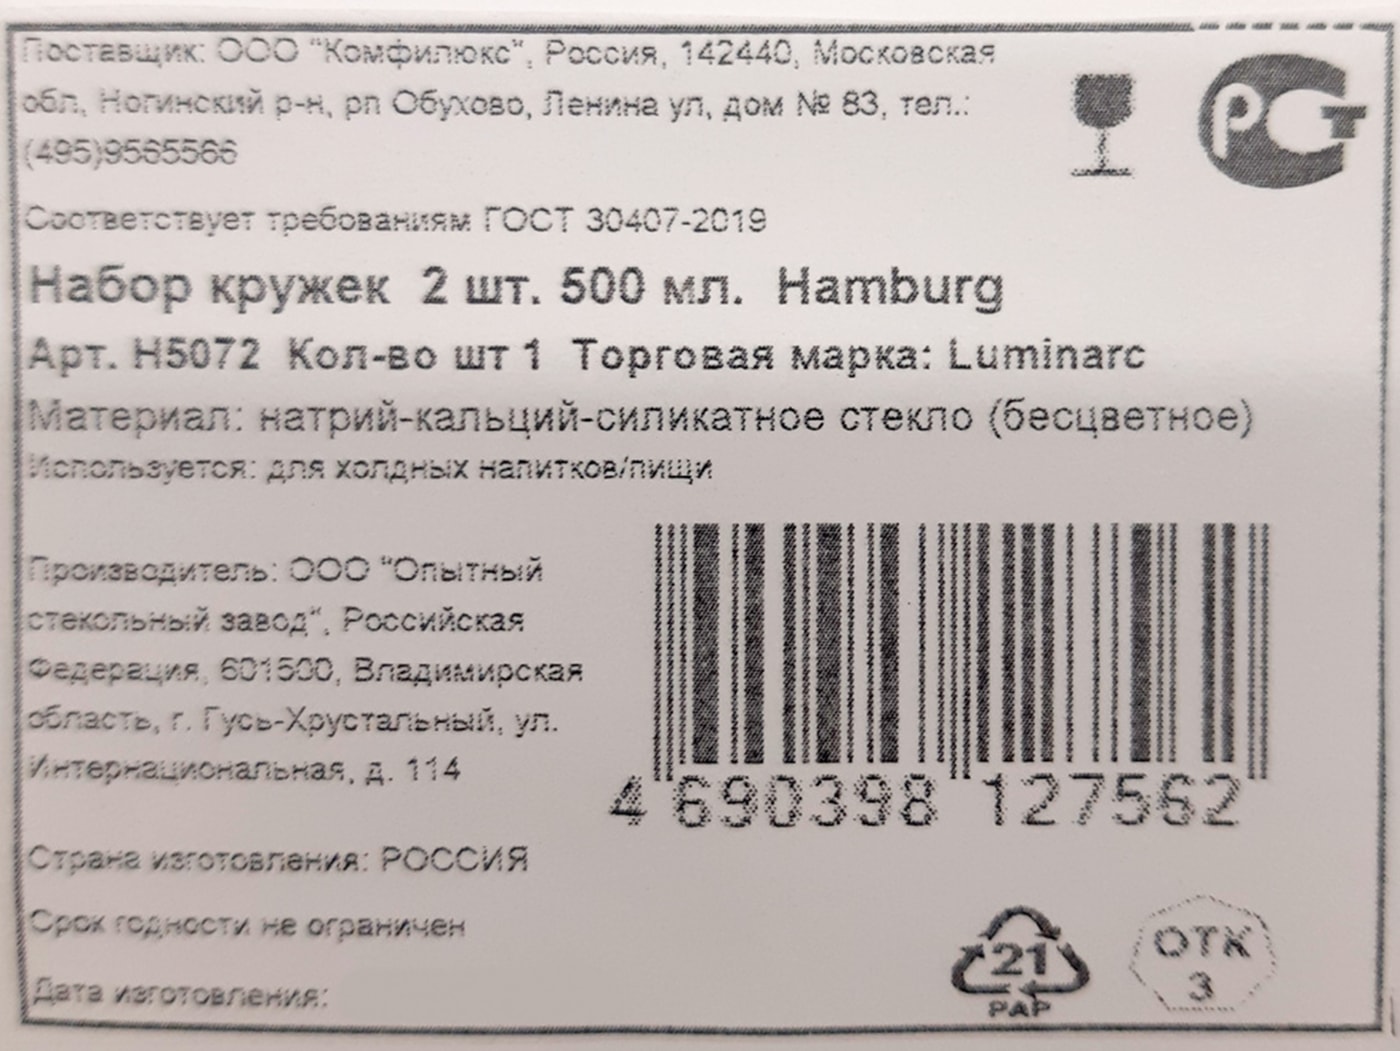 Поставщик: ООО "Комфилюкс", Россия, 142440, Московская
обл, Ногинский р-н, рп Обухово, Ленина ул, дом № 83, тел.:
(495)9565566
РСТ
Соответствует требованиям ГОСТ 30407-2019
Набор кружек 2 шт. 500 мл. Hamburg
Арт. H5072 Кол-во шт 1 Торговая марка: Luminarc
Материал: натрий-кальций-силикатное стекло (бесцветное)
Используется: для холдных напитков/пищи
Производитель: ООО "Опытный
стекольный завод", Российская
Федерация, 601500, Владимирская
область, г. Гусь-Хрустальный, ул.
Интернациональная, д. 114
4 690398 127562
Страна изготовления: РОССИЯ
Срок годности не ограничен
Дата изготовления:
21
PAP
ОТК
3